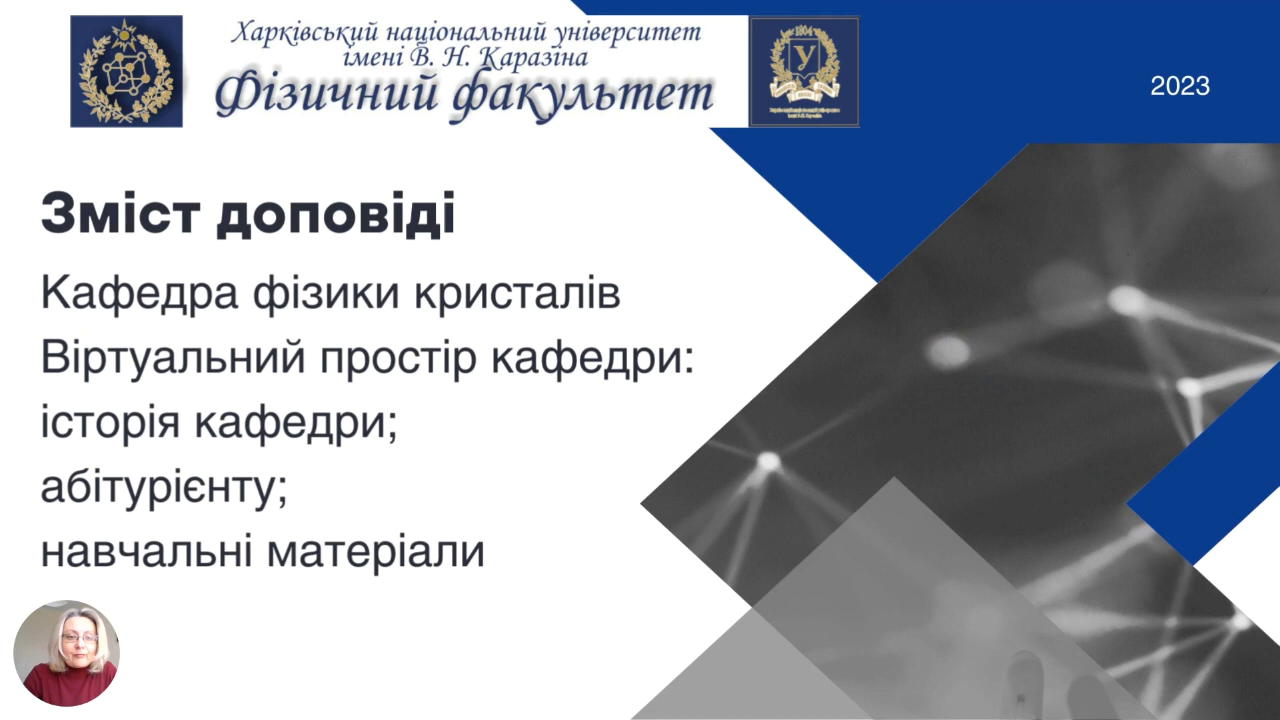 Харківський національний університет
імені В. Н. Каразіна
Фізичний факультет
1804
У
2023
Зміст доповіді
Кафедра фізики кристалів
Віртуальний простір кафедри:
історія кафедри;
абітурієнту;
навчальні матеріали